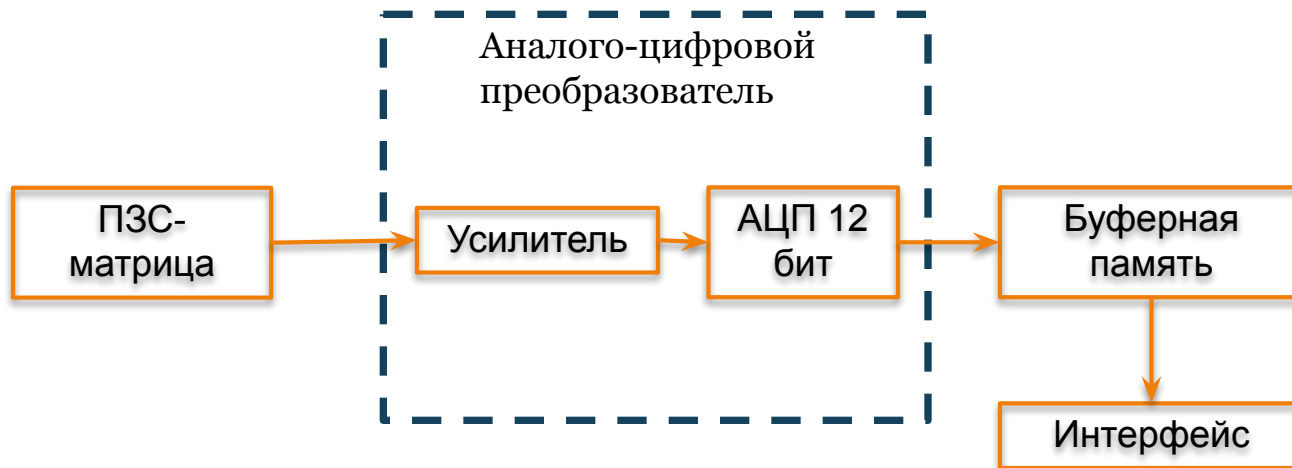 Аналого-цифровой
преобразователь
ПЗС-
матрица
Усилитель
АЦП 12
бит
Буферная
память
Интерфейс